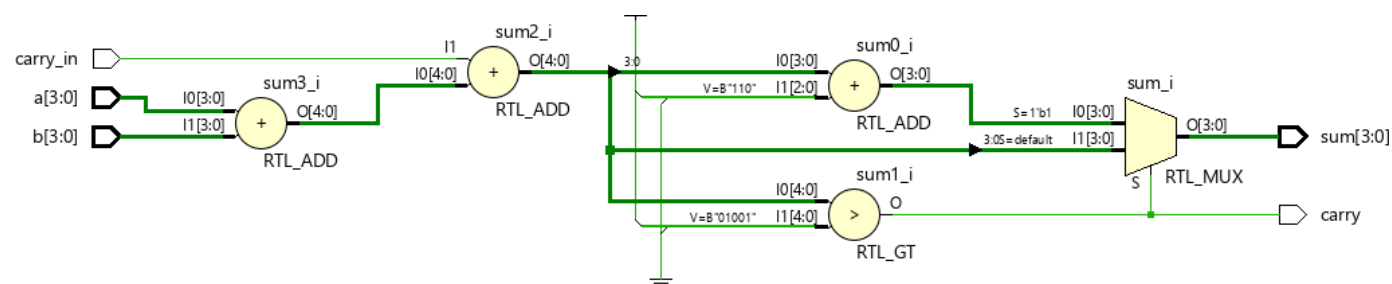 carry_in
a[3:0]
b[3:0]
I0[3:0]
I1[3:0]
sum3_i
+
O[4:0]
RTL_ADD
I1
I0[4:0]
sum2_i
+
O[4:0]
RTL_ADD
3:0
V=B"110"
I0[3:0]
I1[2:0]
sum0_i
+
O[3:0]
RTL_ADD
V=B"01001"
I0[4:0]
I1[4:0]
sum1_i
>
O
RTL_GT
S=1'b1
3:0S=default
I0[3:0]
I1[3:0]
sum_i
S
O[3:0]
RTL_MUX
sum[3:0]
carry